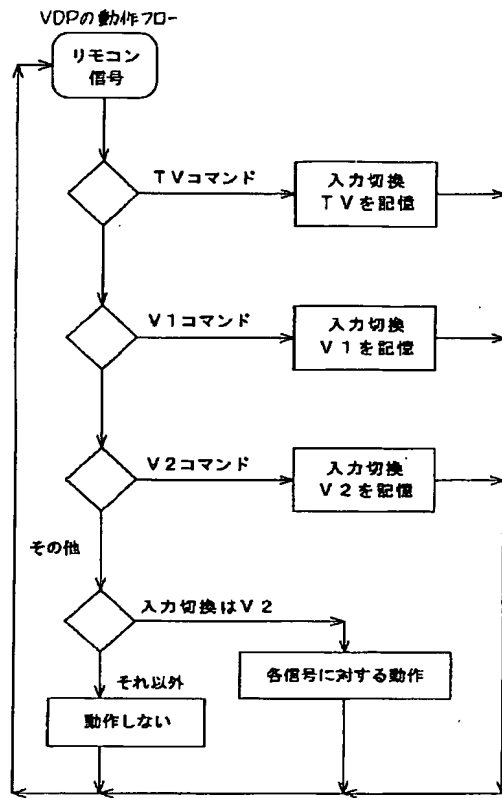 VDPの動作フロー
リモコン
信号
TVコマンド
入力切換
TVを記憶
V1コマンド
入力切換
V1を記憶
V2コマンド
入力切換
V2を記憶
その他
入力切換はV2
それ以外
各信号に対する動作
動作しない